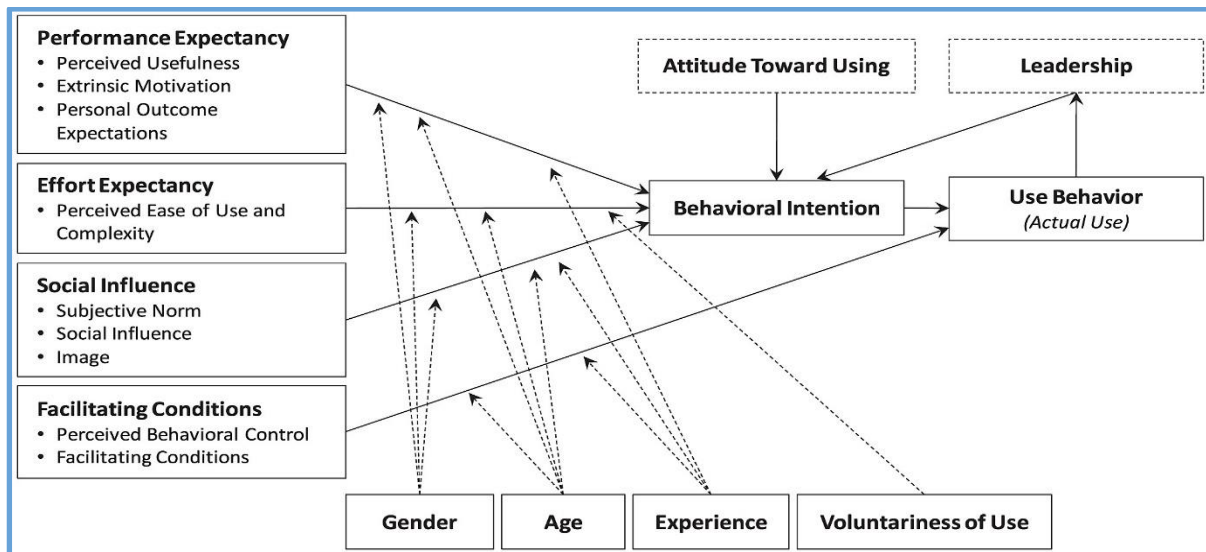 Performance Expectancy
• Perceived Usefulness
• Extrinsic Motivation
• Personal Outcome
Expectations
Effort Expectancy
• Perceived Ease of Use and
Complexity
Social Influence
• Subjective Norm
• Social Influence
• Image
Facilitating Conditions
• Perceived Behavioral Control
• Facilitating Conditions
Attitude Toward Using
Leadership
Behavioral Intention
Use Behavior
(Actual Use)
Gender
Age
Experience
Voluntariness of Use